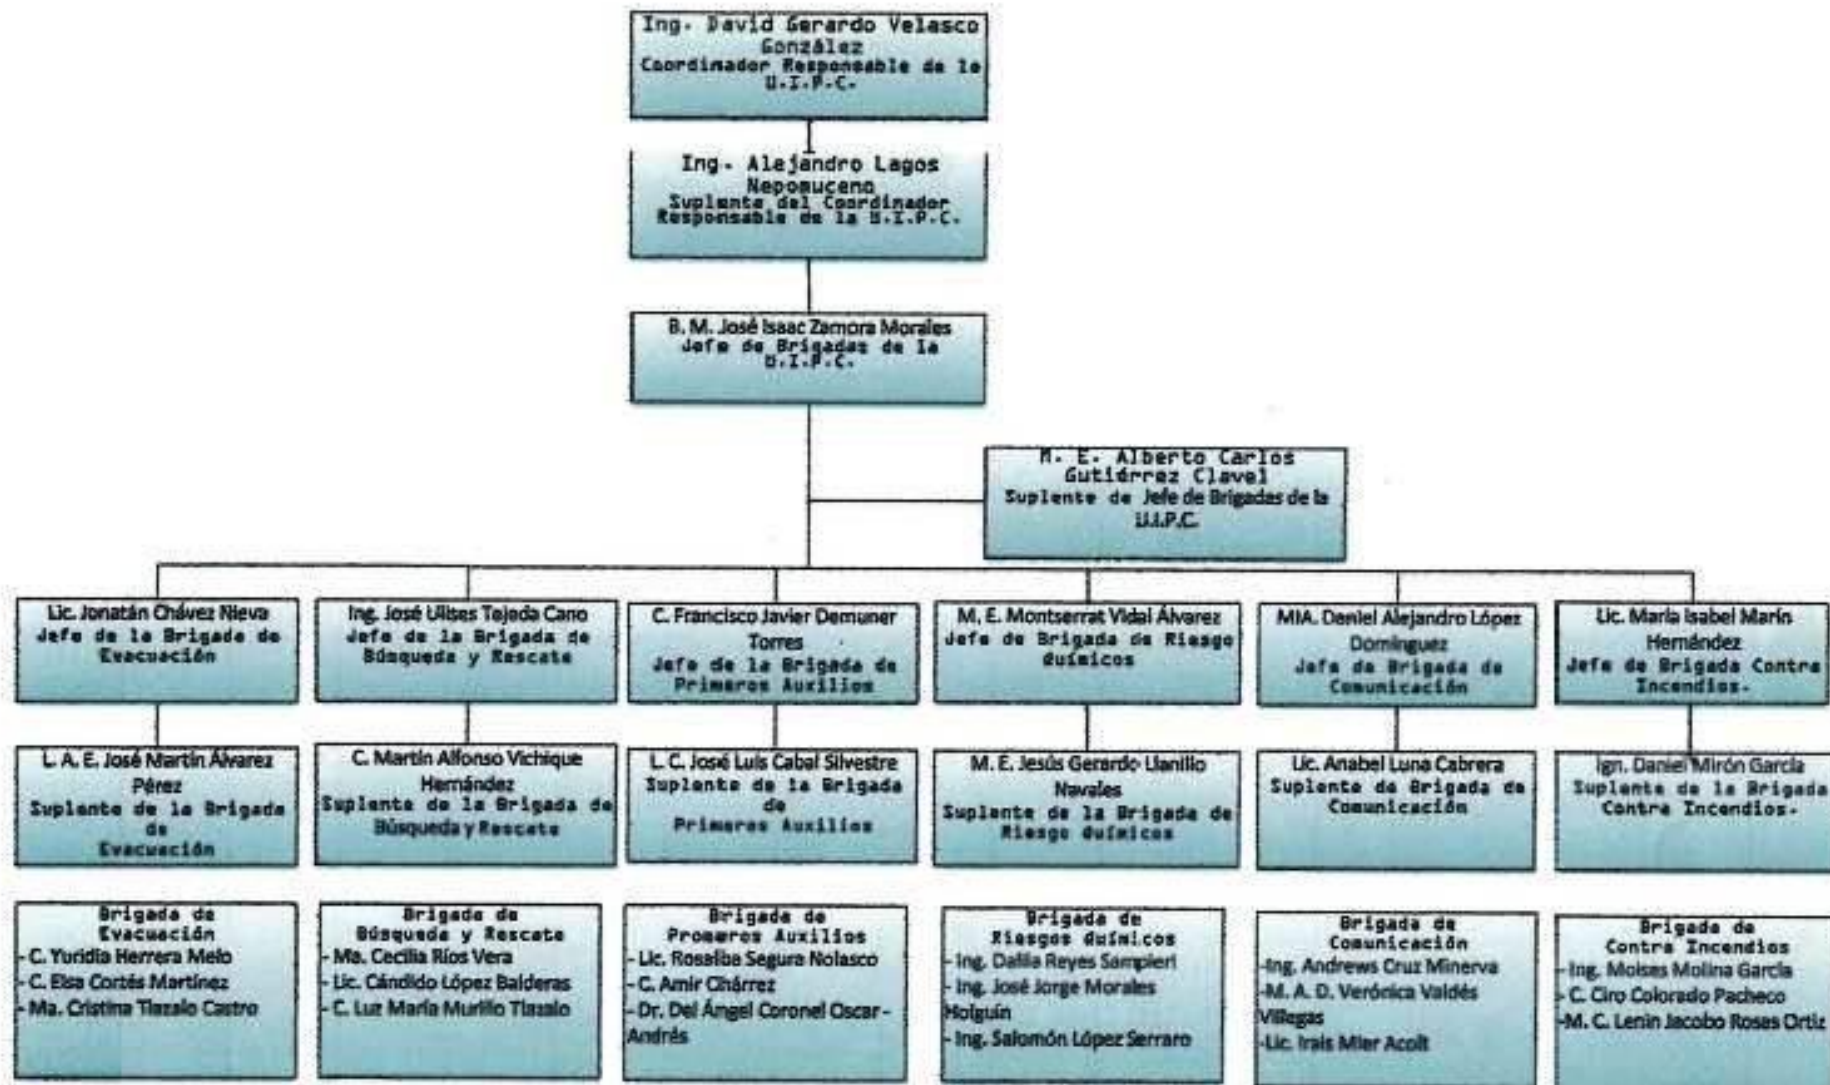 Ing. David Gerardo Velasco
González
Coordinador Responsable de la
U.I.P.C.
Ing. Alejandro Lagos
Nepomuceno
Suplente del Coordinador
Responsable de la U.I.P.C.
B. M. José Isaac Zamora Morales
Jefe de Brigadas de la
U.I.P.C.
M. E. Alberto Carlos
Gutiérrez Clavel
Suplente de Jefe de Brigadas de la
U.I.P.C.
Lic. Jonatán Chávez Nieva
Jefe de la Brigada de
Evacuación
Ing. José Ulises Tejeda Cano
Jefe de la Brigada de
Búsqueda y Rescate
C. Francisco Javier Demuner
Torres
Jefe de la Brigada de
Primeros Auxilios
M. E. Montserrat Vidal Álvarez
Jefe de Brigada de Riesgo
Químicos
MIA. Daniel Alejandro López
Domínguez
Jefe de Brigada de
Comunicación
Lic. María Isabel Marín
Hernández
Jefe de Brigada Contra
Incendios.
L. A. E. José Martín Álvarez
Pérez
Suplente de la Brigada
de
Evacuación
C. Martín Alfonso Vichique
Hernández
Suplente de la Brigada de
Búsqueda y Rescate
L. C. José Luis Cabal Silvestre
Suplente de la Brigada
de
Primeros Auxilios
M. E. Jesús Gerardo Llanillo
Navales
Suplente de la Brigada de
Riesgo Químicos
Lic. Anabel Luna Cabrera
Suplente de Brigada de
Comunicación
Ign. Daniel Mirón García
Suplente de la Brigada
Contra Incendios.
Brigada de
Evacuación
- C. Yuridia Herrera Melo
- C. Elsa Cortés Martínez
- Ma. Cristina Tlazalo Castro
Brigada de
Búsqueda y Rescate
- Ma. Cecilia Ríos Vera
- Lic. Cándido López Balderas
- C. Luz María Murillo Tlazalo
Brigada de
Promeros Auxilios
- Lic. Rosalba Segura Nolasco
- C. Amir Cihárrez
- Dr. Del Ángel Coronel Oscar -
Andrés
Brigada de
Riesgos Químicos
- Ing. Dalila Reyes Sampieri
- Ing. José Jorge Morales
Holguín
- Ing. Salomón López Serraro
Brigada de
Comunicación
-Ing. Andrews Cruz Minerva
-M. A. D. Verónica Valdés
Villegas
-Lic. Irais Mier Acolt
Brigada de
Contra Incendios
- Ing. Moises Molina García
- C. Ciro Colorado Pacheco
-M. C. Lenin Jacobo Rosas Ortiz